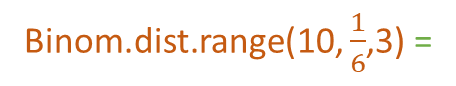 Binom.dist.range(10, 1/6,3) =